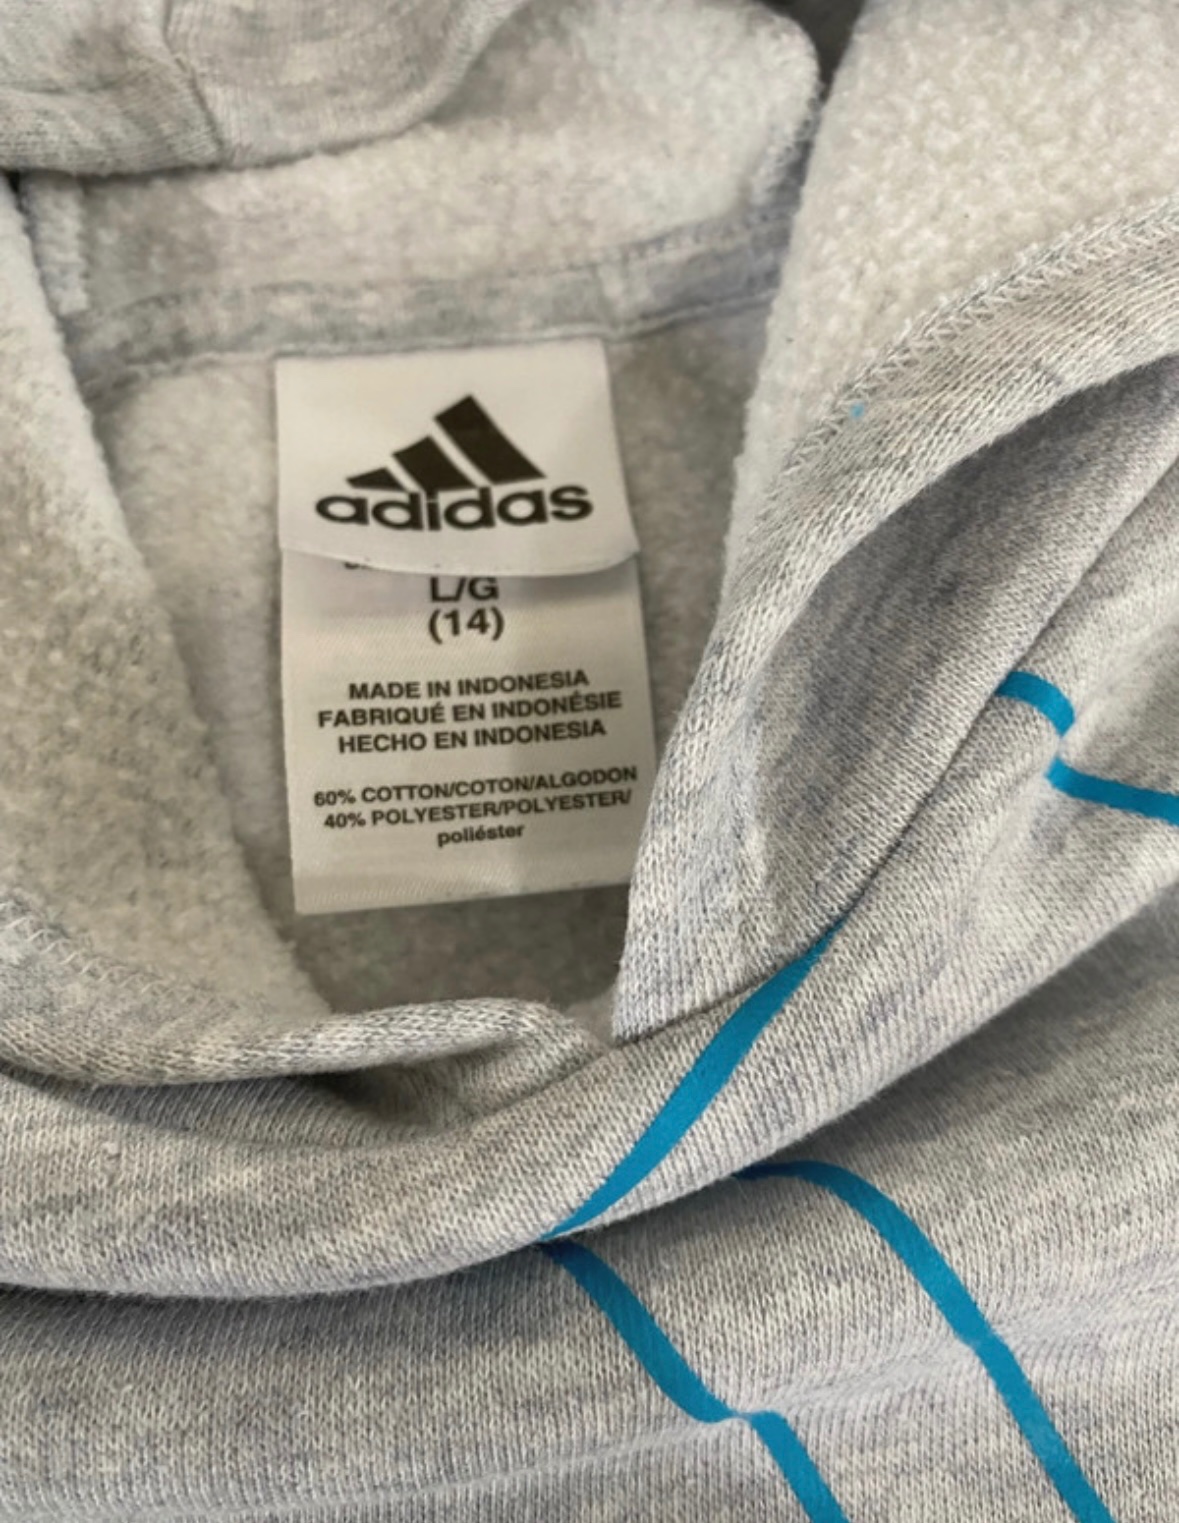 adidas
L/G
(14)
MADE IN INDONESIA
FABRIQUÉ EN INDONÉSIE
HECHO EN INDONESIA
60% COTTON/COTON/ALGODON
40% POLYESTER/POLYESTER/
poliéster